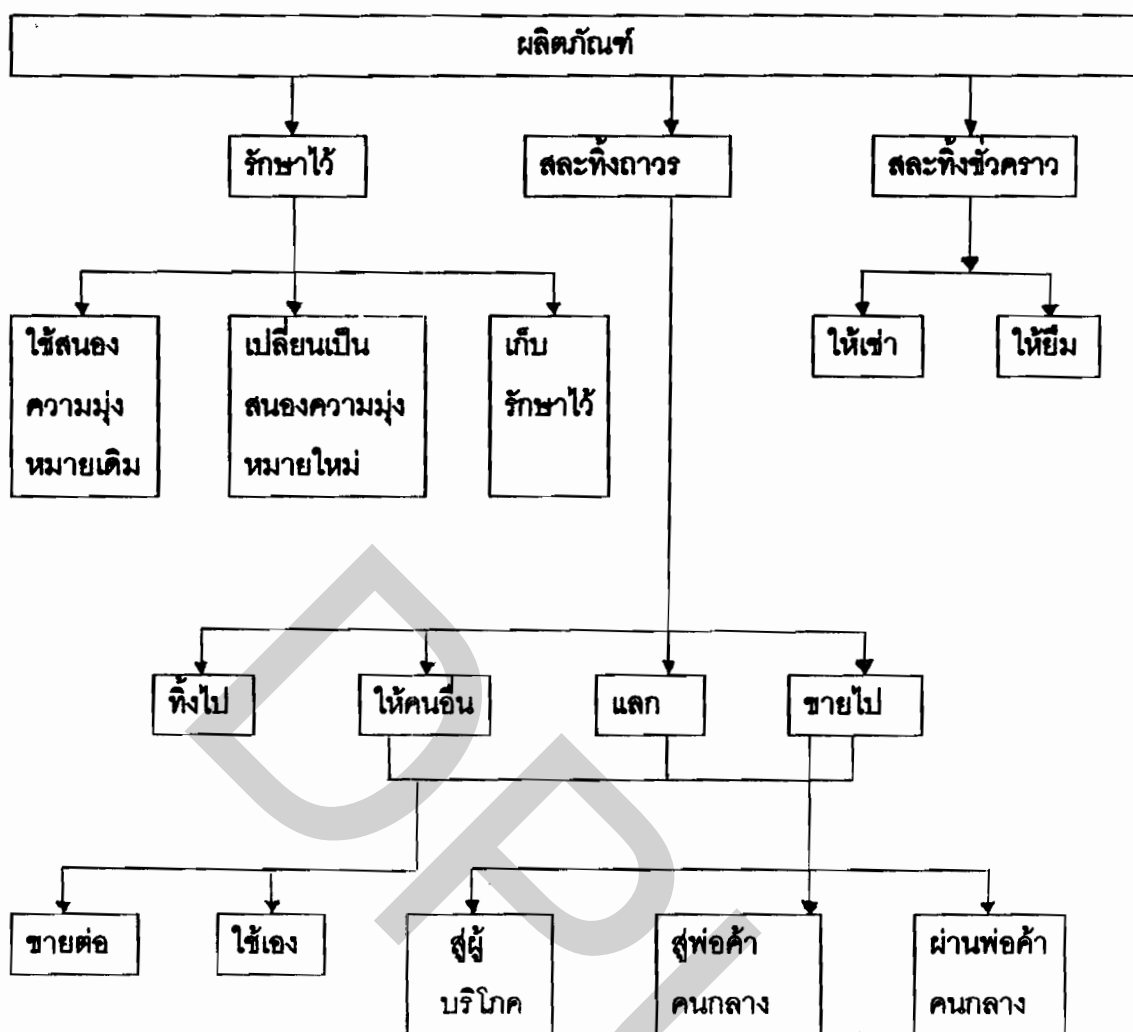 ผลิตภัณฑ์
รักษาไว้
สละทิ้งถาวร
สละทิ้งชั่วคราว
ใช้สนอง
ความมุ่ง
หมายเดิม
เปลี่ยนเป็น
สนองความมุ่ง
หมายใหม่
เก็บ
รักษาไว้
ให้เช่า
ให้ยืม
ทิ้งไป
ให้คนอื่น
แลก
ขายไป
ขายต่อ
ใช้เอง
สู่ผู้
บริโภค
สู่พ่อค้า
คนกลาง
ผ่านพ่อค้า
คนกลาง